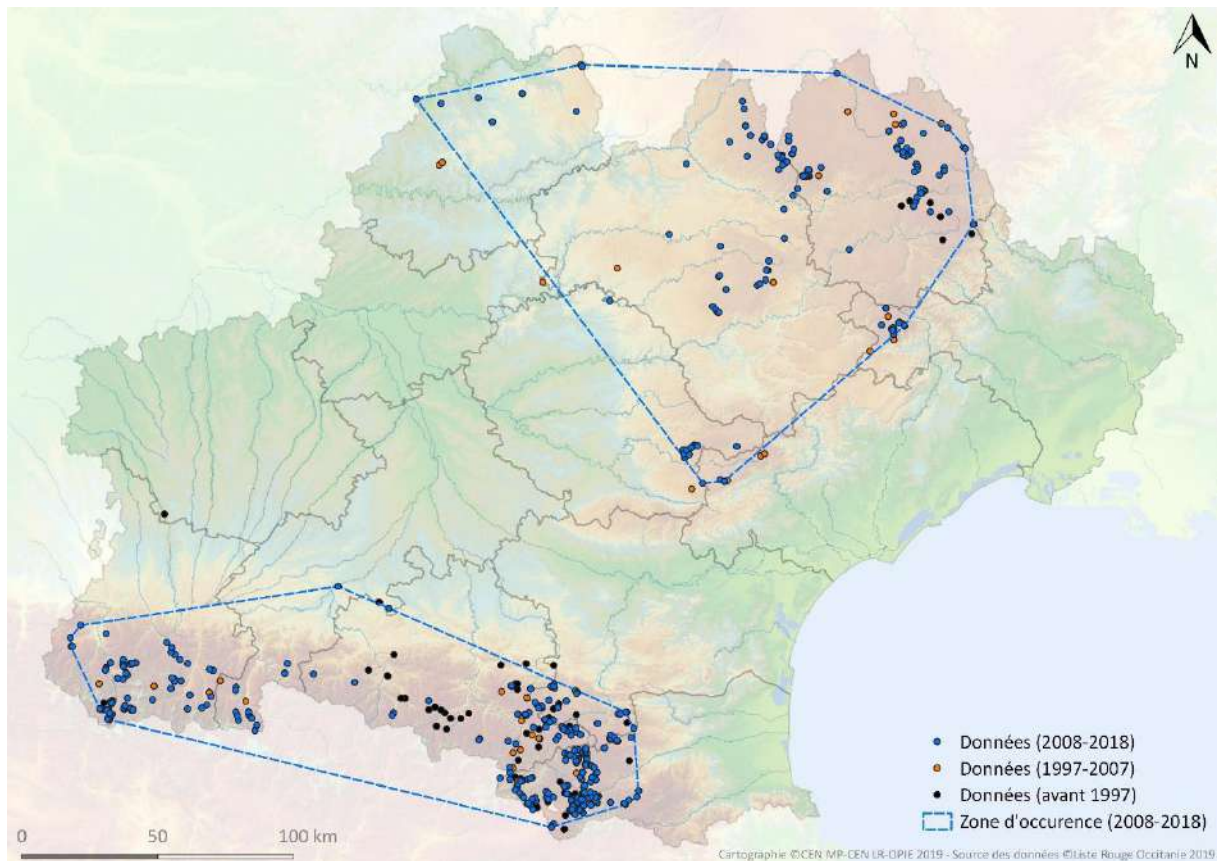 N
Données (2008-2018)
Données (1997-2007)
Données (avant 1997)
Zone d'occurence (2008-2018)
0 50 100 km
Cartographie ©CEN MP-CEN LR-OPIE 2019 - Source des données ©Liste Rouge Occitanie 2019